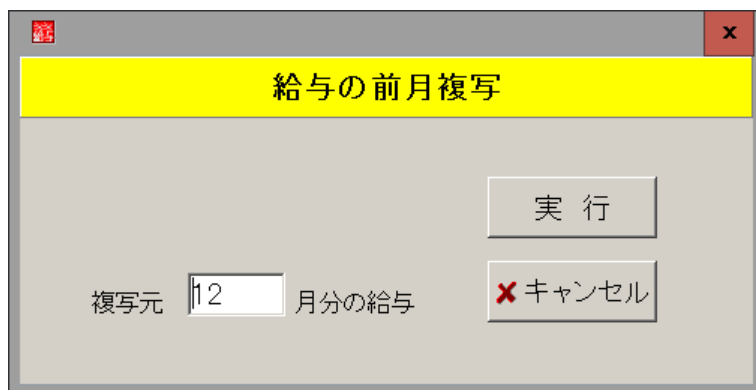 給与の前月複写
実 行
複写元 12 月分の給与
キャンセル